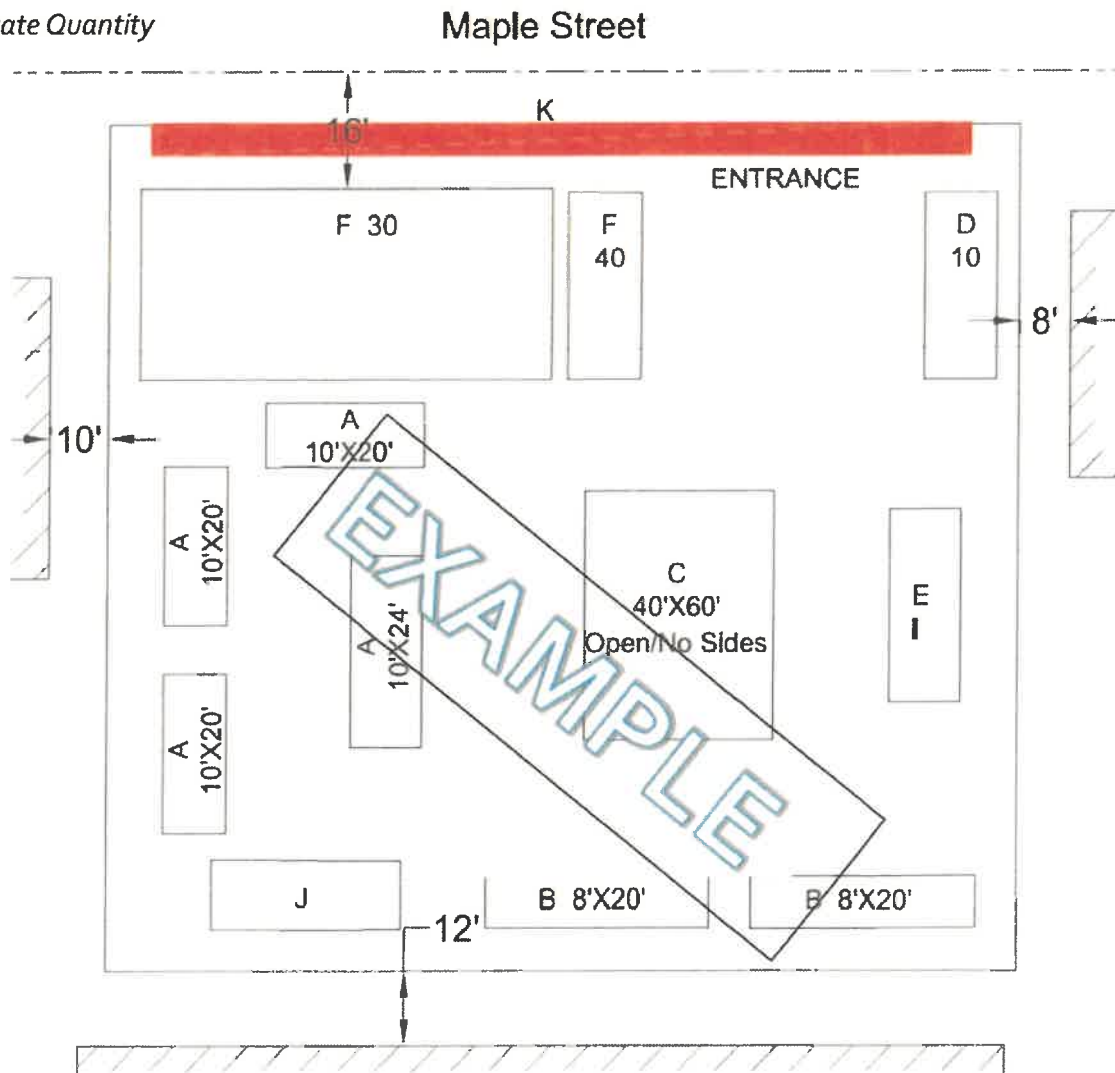 ate Quantity
Maple Street
16'
K
ENTRANCE
F 30
F
40
D
10
8'
10'
A
10'X20'
A
10'X20'
A
10'X24'
C
40'X60'
Open/No Sides
E
I
A
10'X20'
EXAMPLE
J
B 8'X20'
B 8'X20'
12'